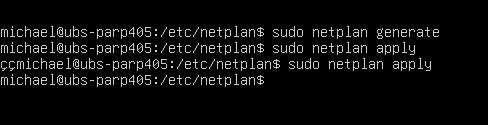 michael@ubs-parp405:/etc/netplan$ sudo netplan generate
michael@ubs-parp405:/etc/netplan$ sudo netplan apply
ççmichael@ubs-parp405:/etc/netplan$ sudo netplan apply
michael@ubs-parp405:/etc/netplan$